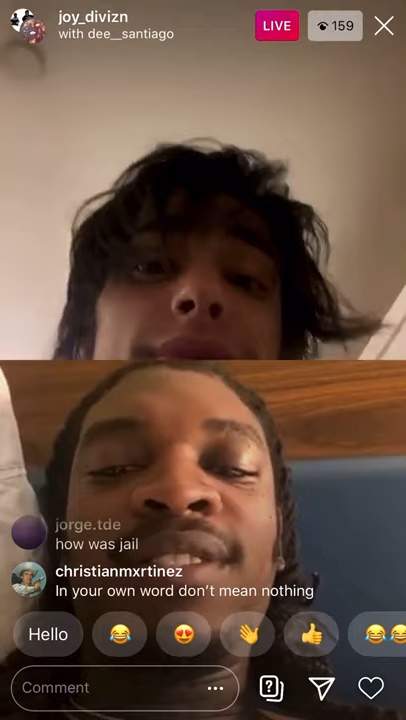 joy_divizn
with dee__santiago
LIVE
159
jorge.tde
how was jail
christianmxrtinez
In your own word don't mean nothing
Hello
Comment